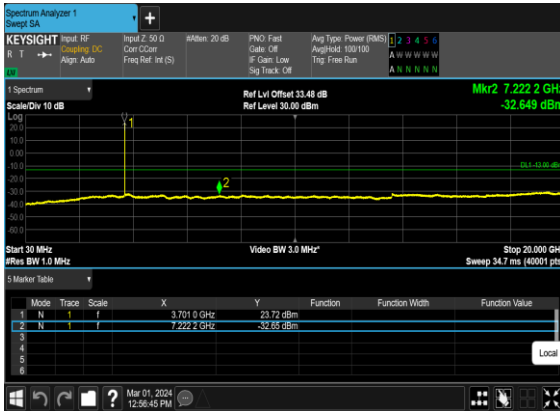 Spectrum Analyzer 1
Swept SA
+
KEYSIGHT Input: RF Input Z: 50 Ω #Atten: 20 dB PNO: Fast Avg Type: Power (RMS) 1 2 3 4 5 6
R T Coupling: DC Corr CCorr Gate: Off Avg|Hold: 100/100 A W W W W W
Align: Auto Freq Ref: Int (S) IF Gain: Low Trig: Free Run
Sig Track: Off A N N N N N
1 Spectrum Ref Lvl Offset 33.48 dB Mkr2 7.222 2 GHz
Scale/Div 10 dB Ref Level 30.00 dBm -32.649 dBm
Log
20.0
10.0
0.00
-10.0
-20.0
-30.0
-40.0
-50.0
-60.0
1
2
DL1 -13.00 dBm
Start 30 MHz Video BW 3.0 MHz* Stop 20.000 GHz
#Res BW 1.0 MHz Sweep 34.7 ms (40001 pts)
5 Marker Table
Mode Trace Scale X Y Function Function Width Function Value
1 N 1 f 3.701 0 GHz 23.72 dBm
2 N 1 f 7.222 2 GHz -32.65 dBm
3
4
5
6
Local
? Mar 01, 2024
12:56:45 PM